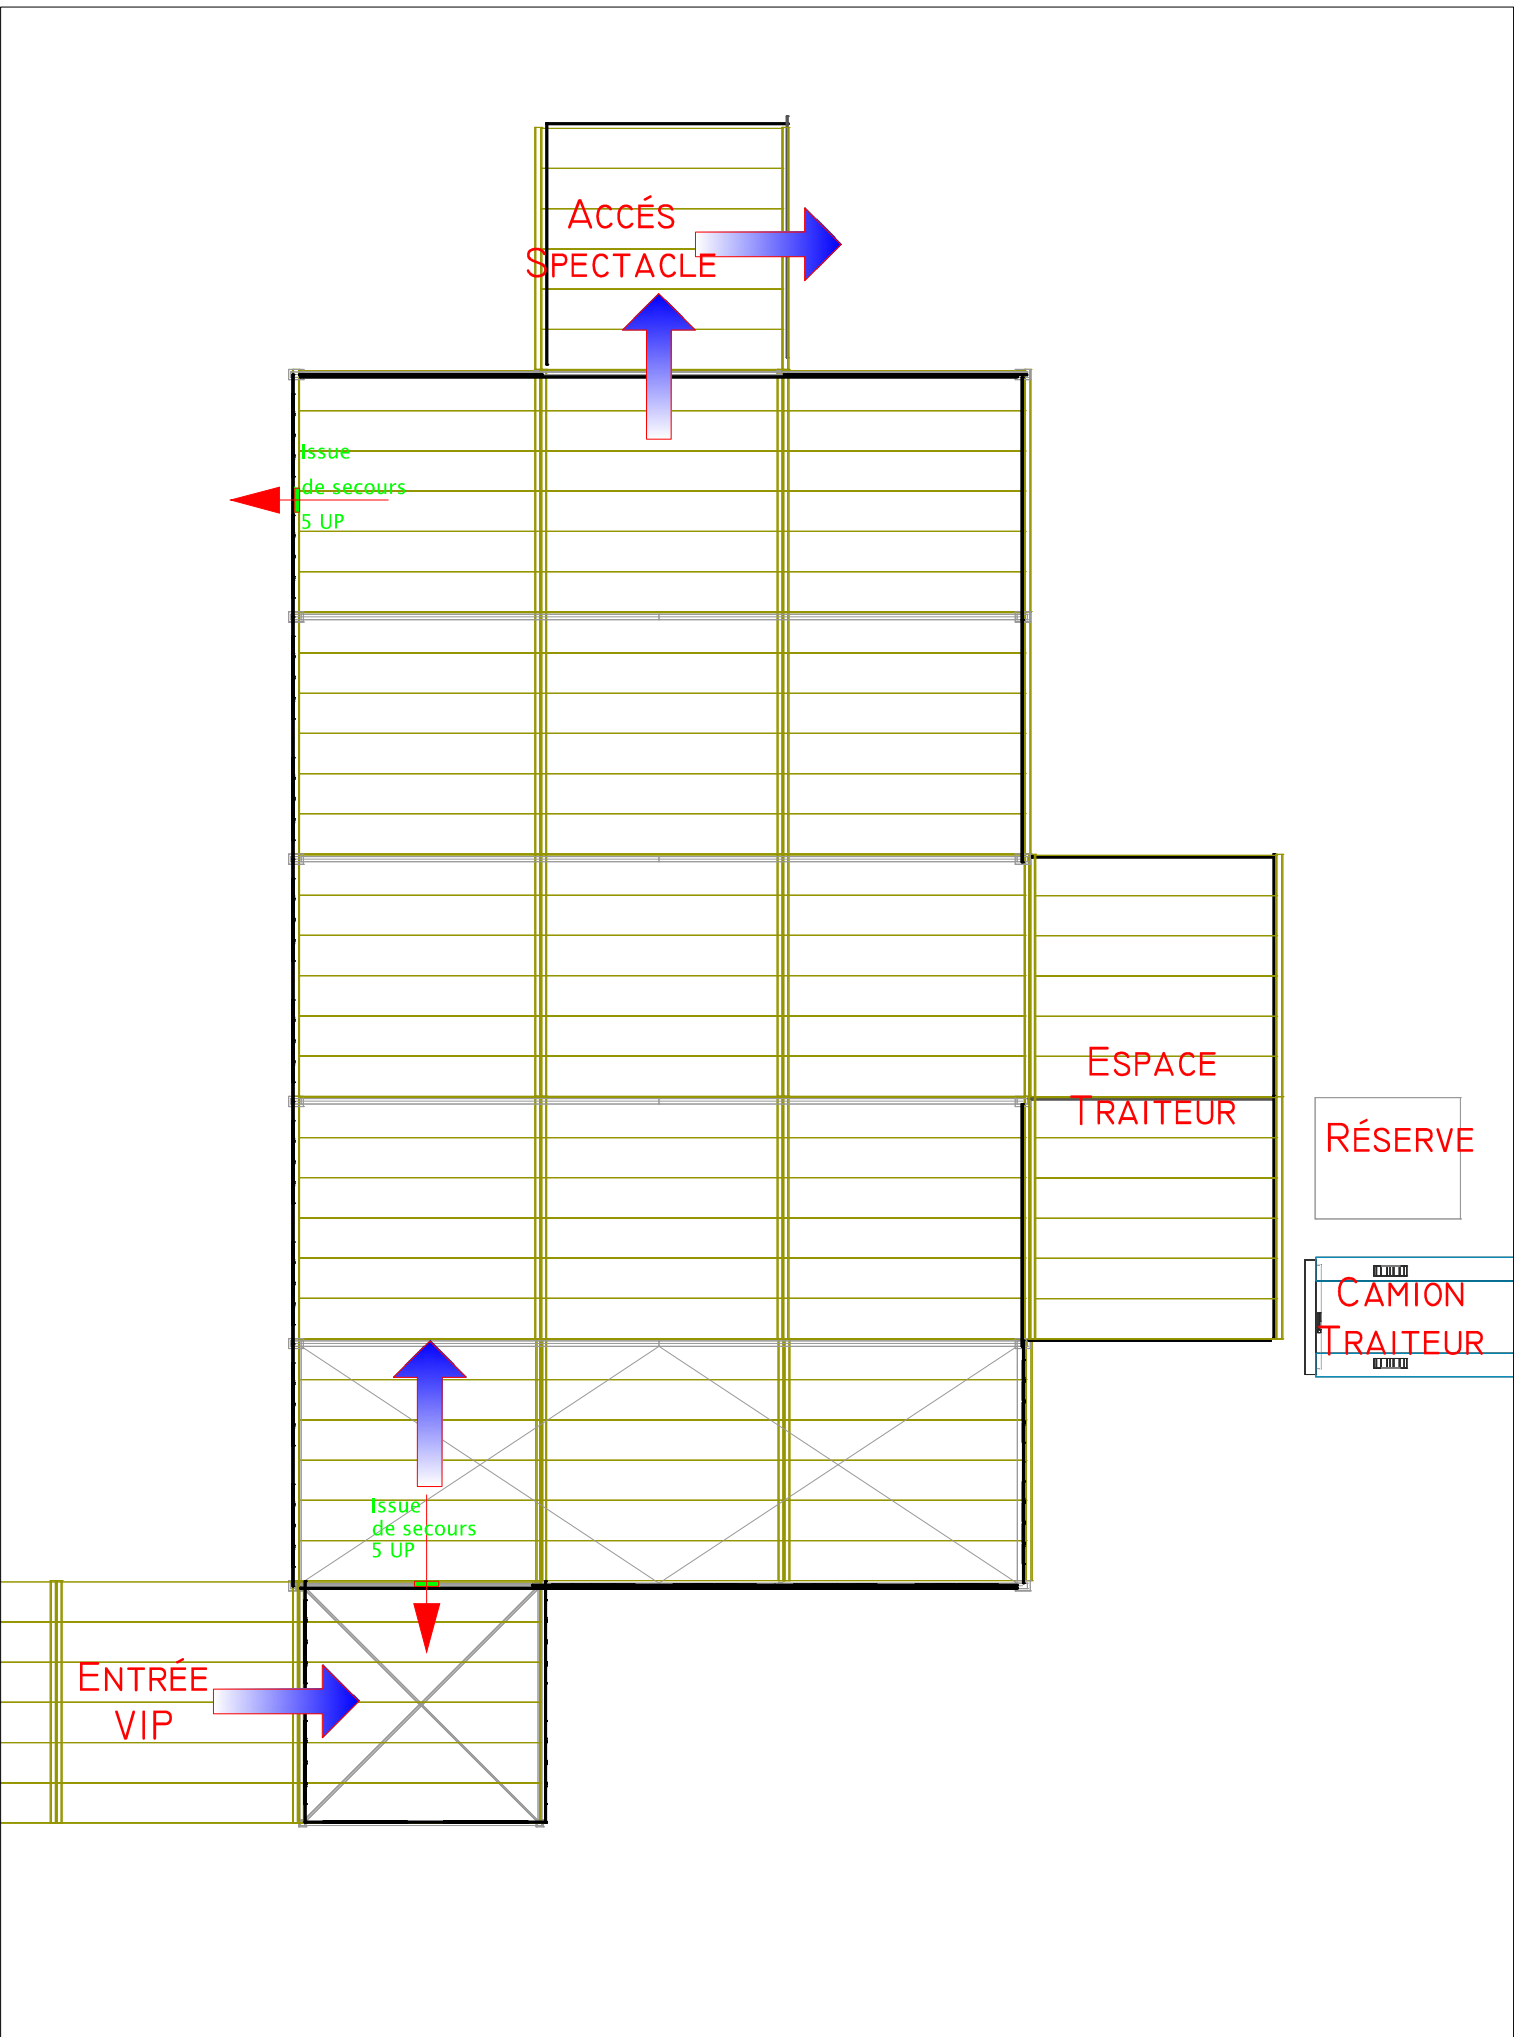 ACCÉS
SPECTACLE
Issue
de secours
5 UP
ESPACE
TRAITEUR
RÉSERVE
CAMION
TRAITEUR
Issue
de secours
5 UP
ENTRÉE
VIP